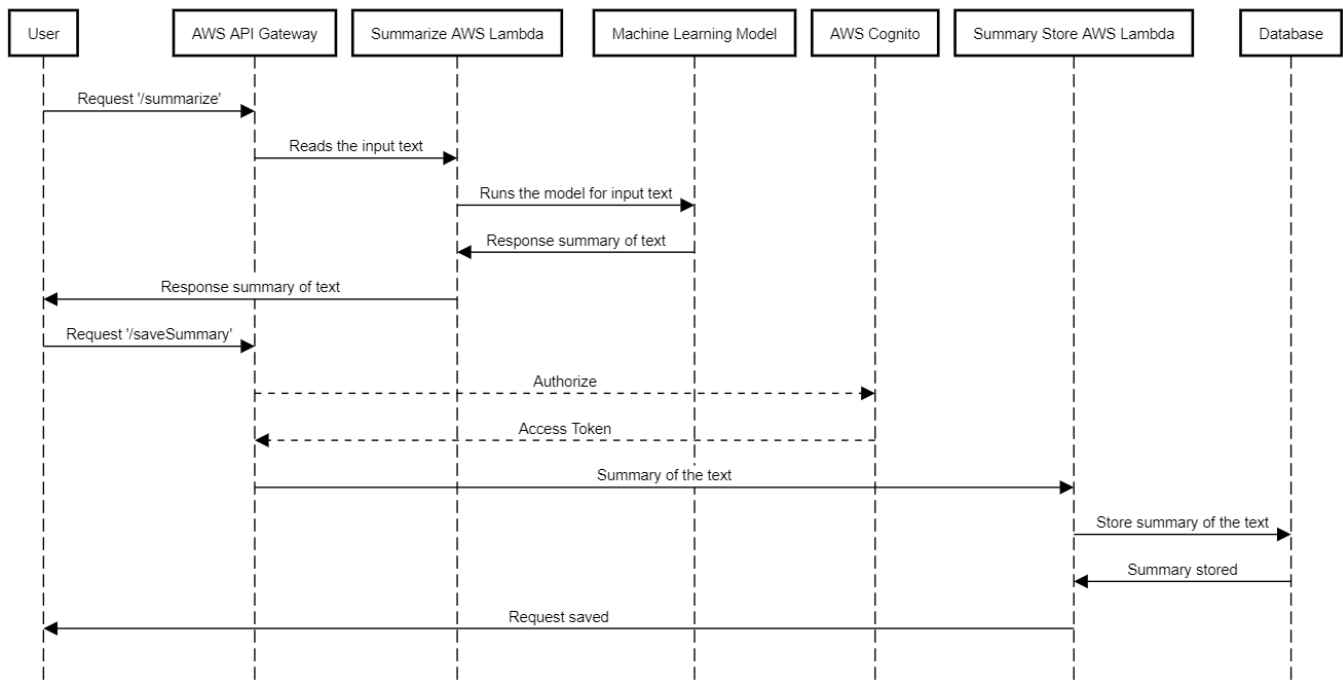 User
AWS API Gateway
Summarize AWS Lambda
Machine Learning Model
AWS Cognito
Summary Store AWS Lambda
Database
Request '/summarize'
Reads the input text
Runs the model for input text
Response summary of text
Response summary of text
Request '/saveSummary'
Authorize
Access Token
Summary of the text
Store summary of the text
Summary stored
Request saved